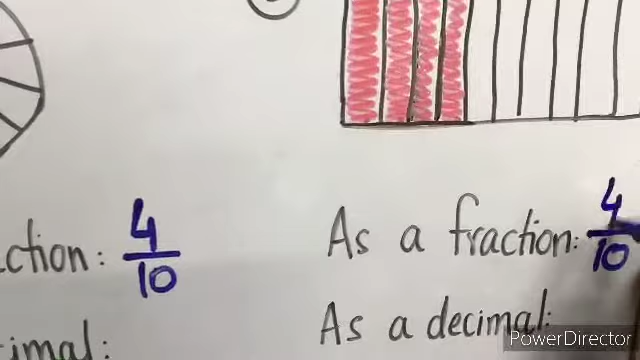 ction: 4/10
As a fraction: 4/10
imal:
As a decimal:
PowerDirector